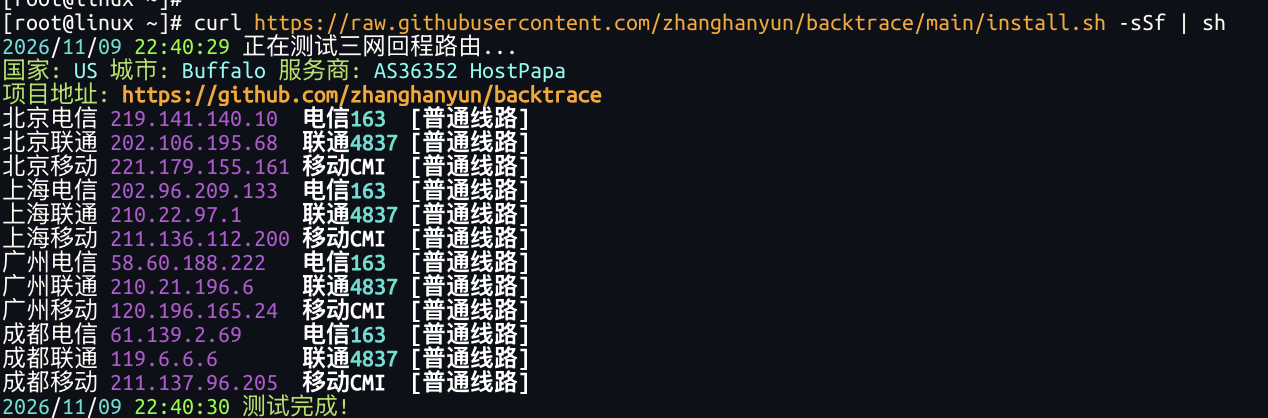 [root@linux ~]#
[root@linux ~]# curl https://raw.githubusercontent.com/zhanghanyun/backtrace/main/install.sh -sSf | sh
2026/11/09 22:40:29 正在测试三网回程路由...
国家: US 城市: Buffalo 服务商: AS36352 HostPapa
项目地址: https://github.com/zhanghanyun/backtrace
北京电信 219.141.140.10 电信163 [普通线路]
北京联通 202.106.195.68 联通4837 [普通线路]
北京移动 221.179.155.161 移动CMI [普通线路]
上海电信 202.96.209.133 电信163 [普通线路]
上海联通 210.22.97.1 联通4837 [普通线路]
上海移动 211.136.112.200 移动CMI [普通线路]
广州电信 58.60.188.222 电信163 [普通线路]
广州联通 210.21.196.6 联通4837 [普通线路]
广州移动 120.196.165.24 移动CMI [普通线路]
成都电信 61.139.2.69 电信163 [普通线路]
成都联通 119.6.6.6 联通4837 [普通线路]
成都移动 211.137.96.205 移动CMI [普通线路]
2026/11/09 22:40:30 测试完成!